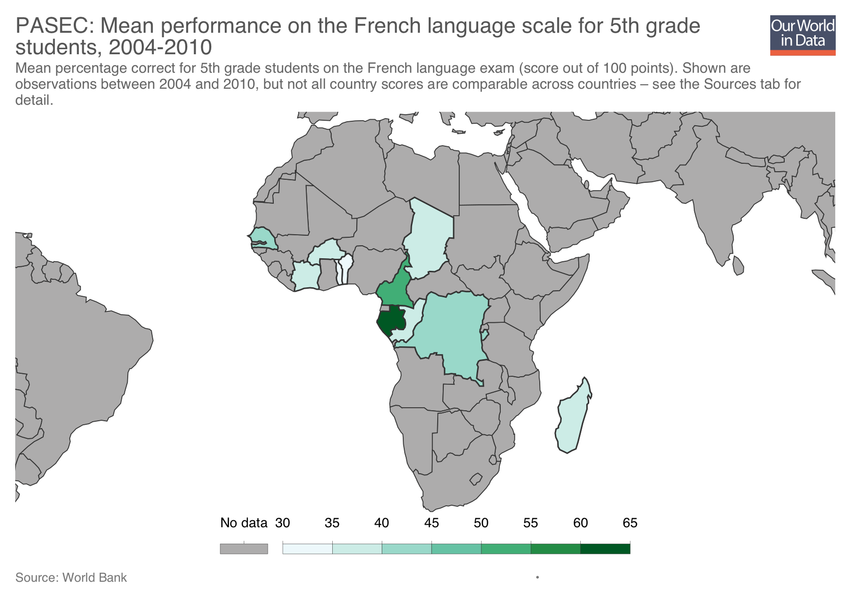 PASEC: Mean performance on the French language scale for 5th grade
students, 2004-2010
Our World
in Data
Mean percentage correct for 5th grade students on the French language exam (score out of 100 points). Shown are
observations between 2004 and 2010, but not all country scores are comparable across countries – see the Sources tab for
detail.
No data 30 35 40 45 50 55 60 65
Source: World Bank